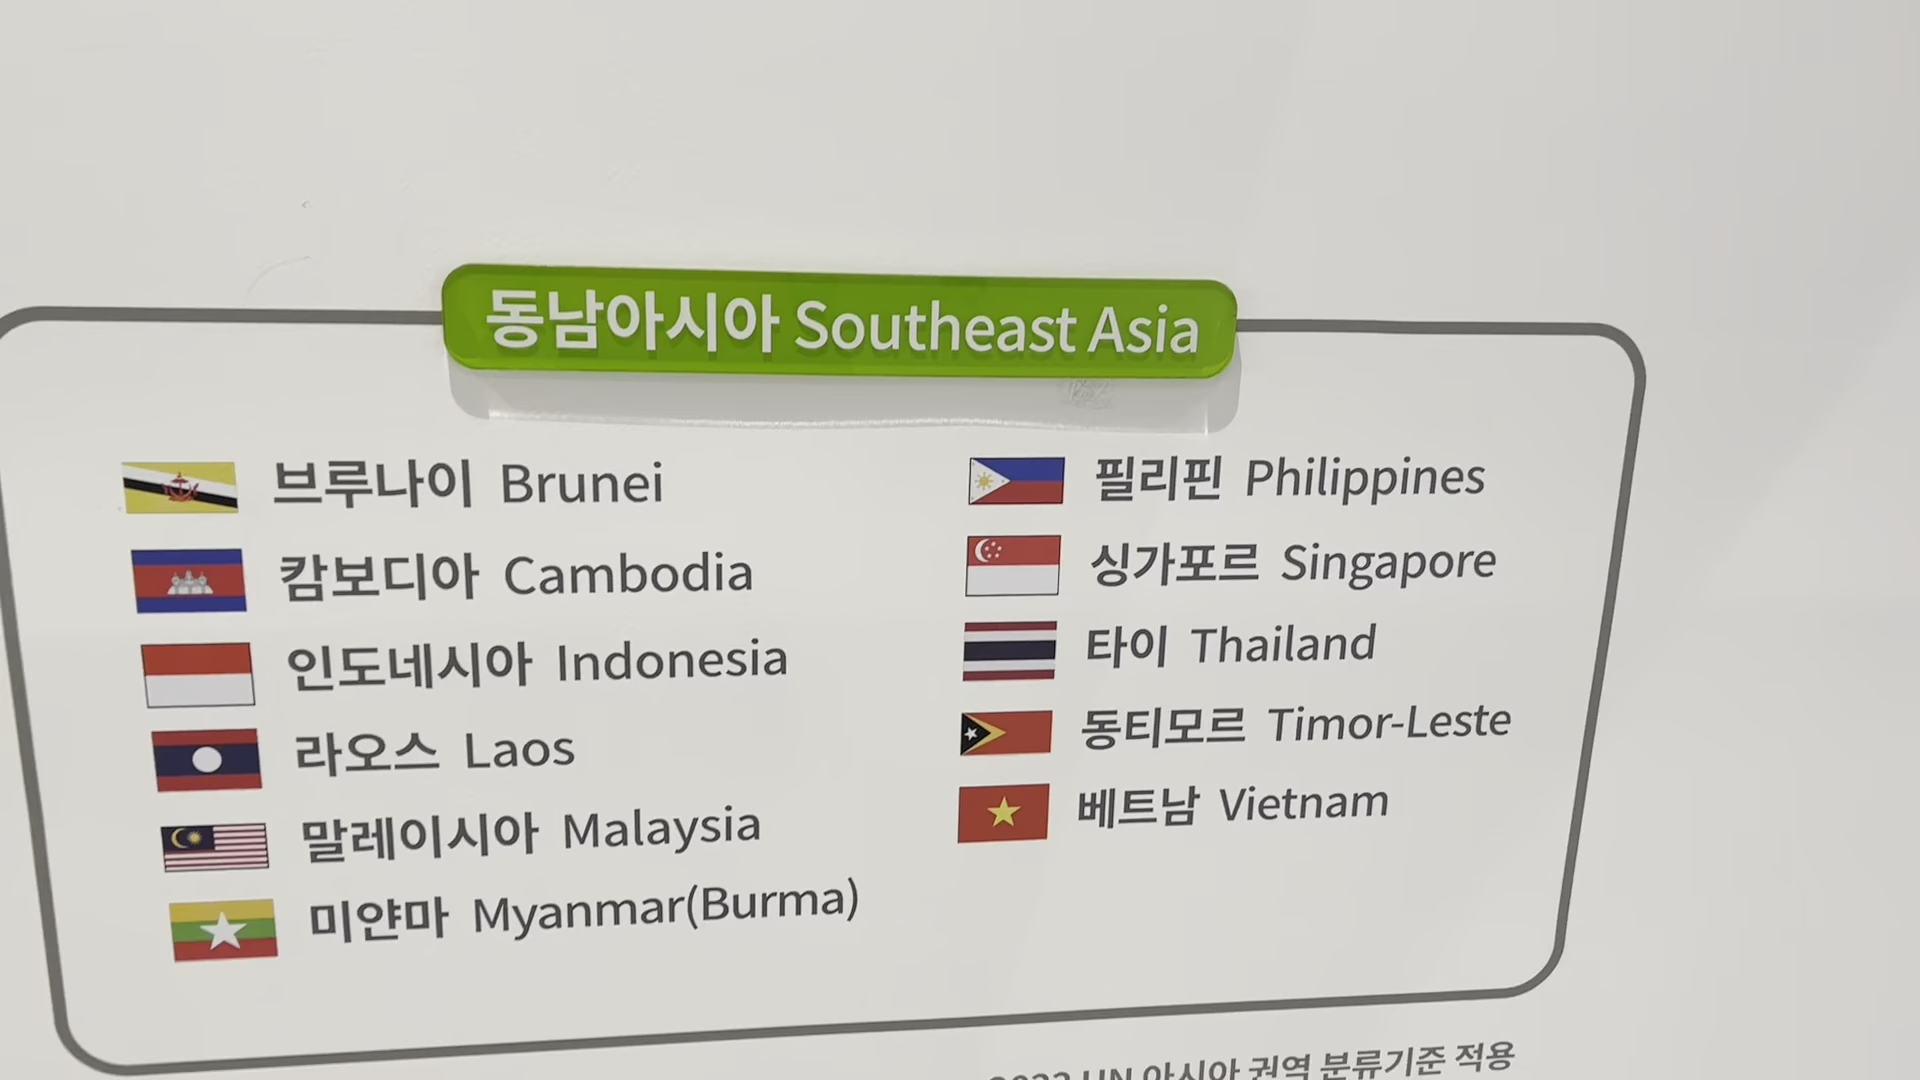 동남아시아 Southeast Asia
브루나이 Brunei
캄보디아 Cambodia
인도네시아 Indonesia
라오스 Laos
말레이시아 Malaysia
미얀마 Myanmar(Burma)
필리핀 Philippines
싱가포르 Singapore
타이 Thailand
동티모르 Timor-Leste
베트남 Vietnam
UN 아시아 권역 분류기준 적용